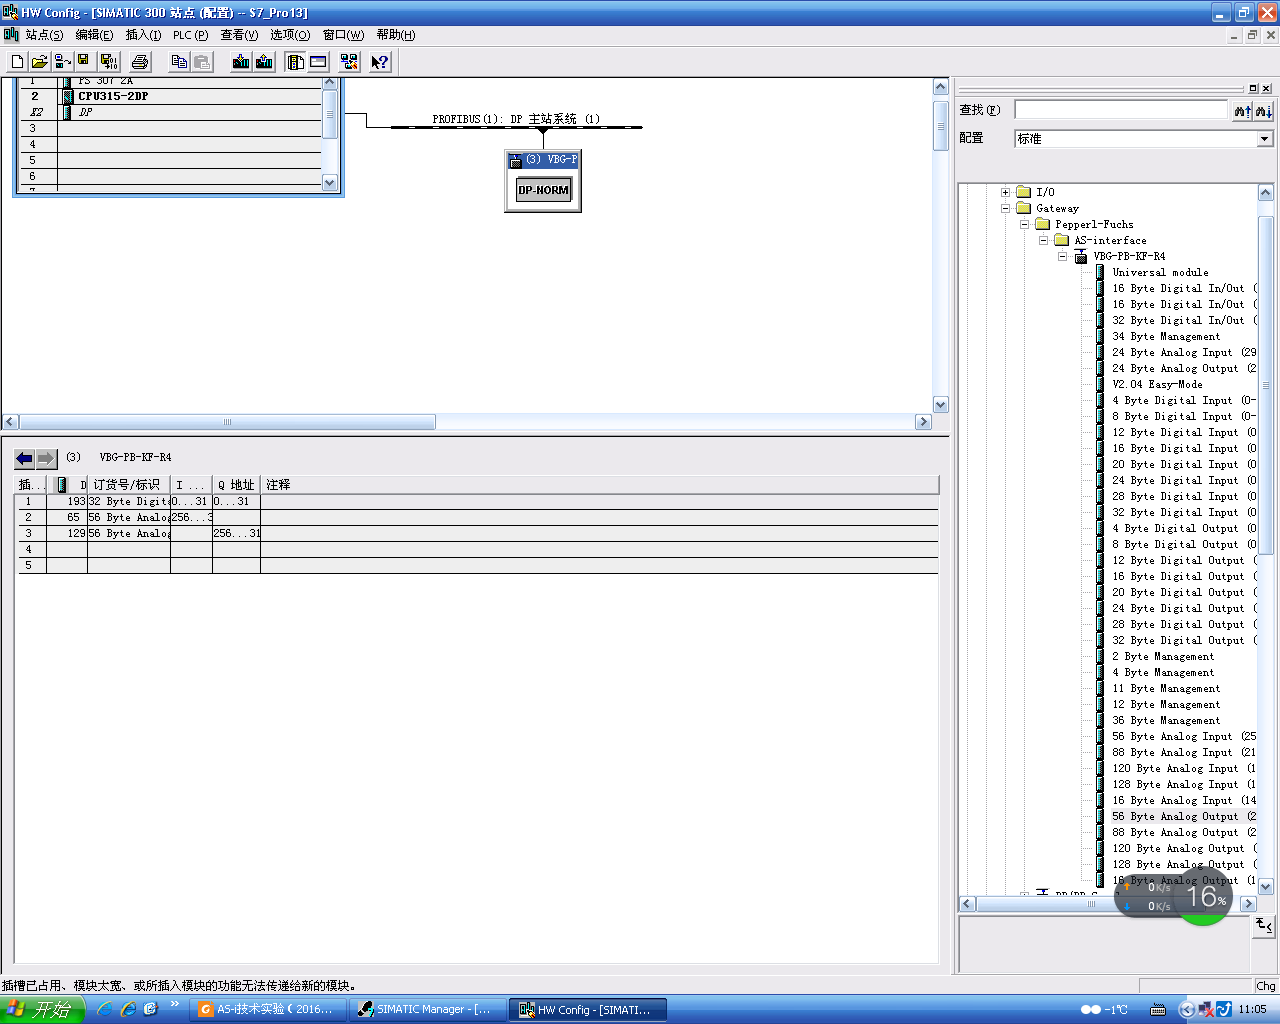 HW Config - [SIMATIC 300 站点 (配置) -- S7_Pro13]
站点(S) 编辑(E) 插入(I) PLC(P) 查看(V) 选项(O) 窗口(W) 帮助(H)
1 PS 307 2A
2 CPU315-2DP
X2 DP
3
4
5
6
7
PROFIBUS(1): DP 主站系统 (1)
(3) VBG-P
DP-NORM
查找(F)
配置 标准
I/O
Gateway
Pepperl-Fuchs
AS-interface
VBG-PB-KF-R4
Universal module
16 Byte Digital In/Out (
16 Byte Digital In/Out (
32 Byte Digital In/Out (
34 Byte Management
24 Byte Analog Input (29
24 Byte Analog Output (2
V2.04 Easy-Mode
4 Byte Digital Input (0-
8 Byte Digital Input (0-
12 Byte Digital Input (0
16 Byte Digital Input (0
20 Byte Digital Input (0
24 Byte Digital Input (0
28 Byte Digital Input (0
32 Byte Digital Input (0
4 Byte Digital Output (0
8 Byte Digital Output (0
12 Byte Digital Output (
16 Byte Digital Output (
20 Byte Digital Output (
24 Byte Digital Output (
28 Byte Digital Output (
32 Byte Digital Output (
2 Byte Management
4 Byte Management
11 Byte Management
12 Byte Management
36 Byte Management
56 Byte Analog Input (25
88 Byte Analog Input (21
120 Byte Analog Input (1
128 Byte Analog Input (1
16 Byte Analog Input (14
56 Byte Analog Output (2
88 Byte Analog Output (2
120 Byte Analog Output (
128 Byte Analog Output (
16 Byte Analog Output (1
0K/s
0K/s
16%
(3) VBG-PB-KF-R4
插... D 订货号/标识 I ... Q 地址 注释
1 193 32 Byte Digita 0...31 0...31
2 65 56 Byte Analog 256...3
3 129 56 Byte Analog 256...31
4
5
插槽已占用、模块太宽、或所插入模块的功能无法传递给新的模块。
Chg
开始 AS-i技术实验(2016... SIMATIC Manager - [... HW Config - [SIMATI... -1℃ 11:05